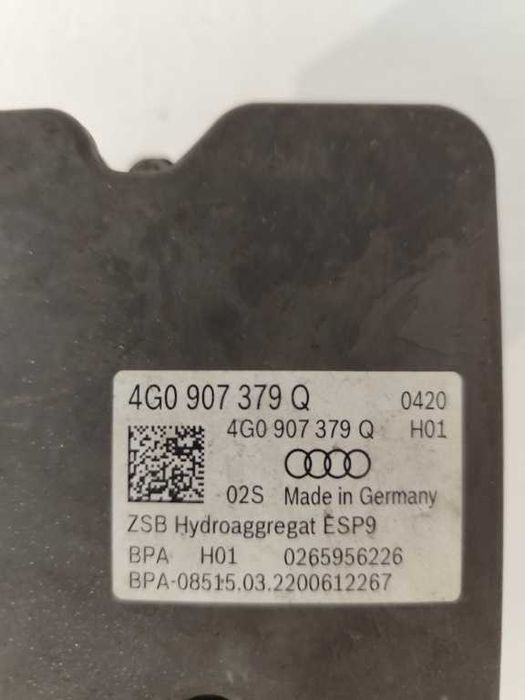 4G0 907 379 Q 0420
4G0 907 379 Q H01
02S Made in Germany
ZSB Hydroaggregat ESP9
BPA H01 0265956226
BPA-08515.03.2200612267